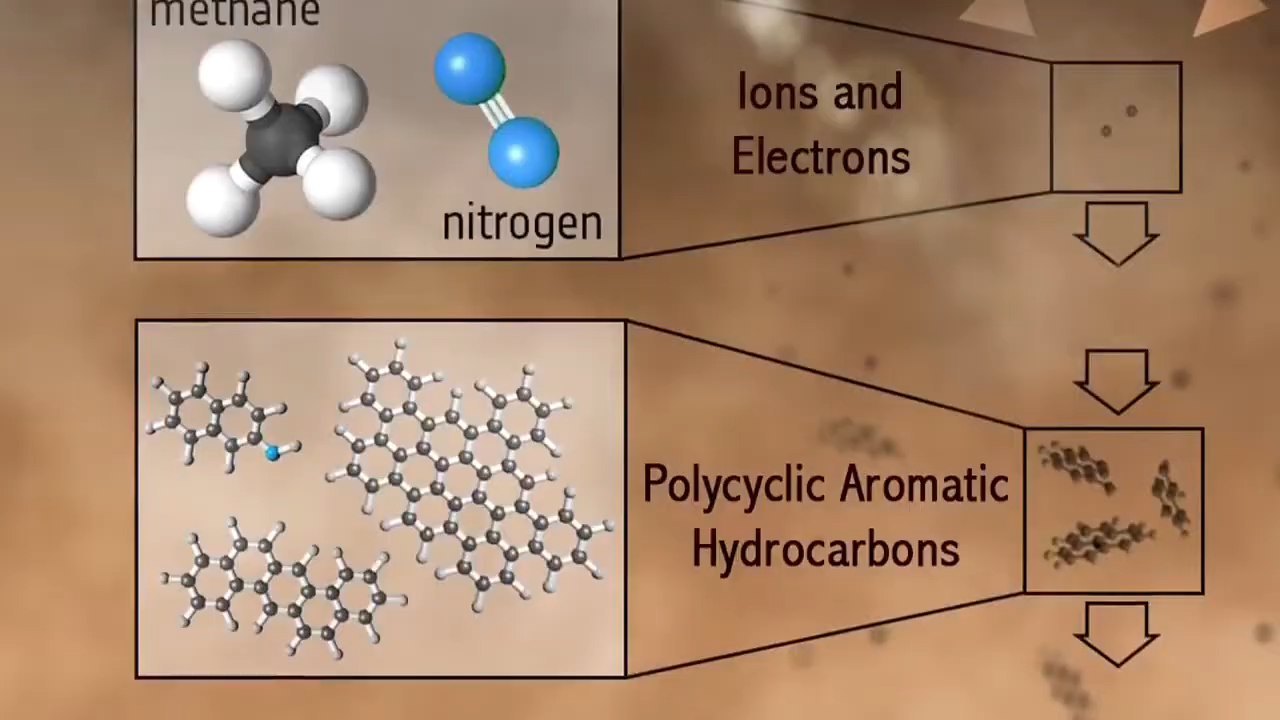 methane
nitrogen
Ions and
Electrons
Polycyclic Aromatic
Hydrocarbons